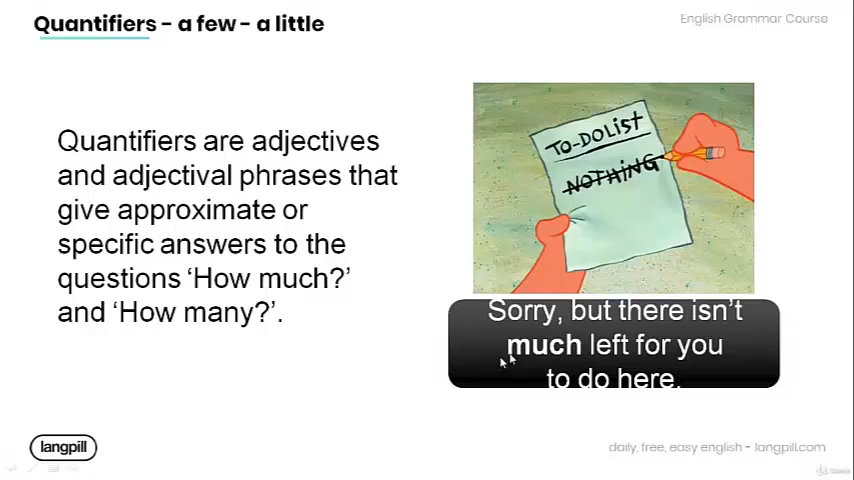 Quantifiers – a few – a little
English Grammar Course
Quantifiers are adjectives
and adjectival phrases that
give approximate or
specific answers to the
questions ‘How much?’
and ‘How many?’.
TO-DO LIST
NOTHiNG
Sorry, but there isn’t
much left for you
to do here.
langpill
daily, free, easy english – langpill.com